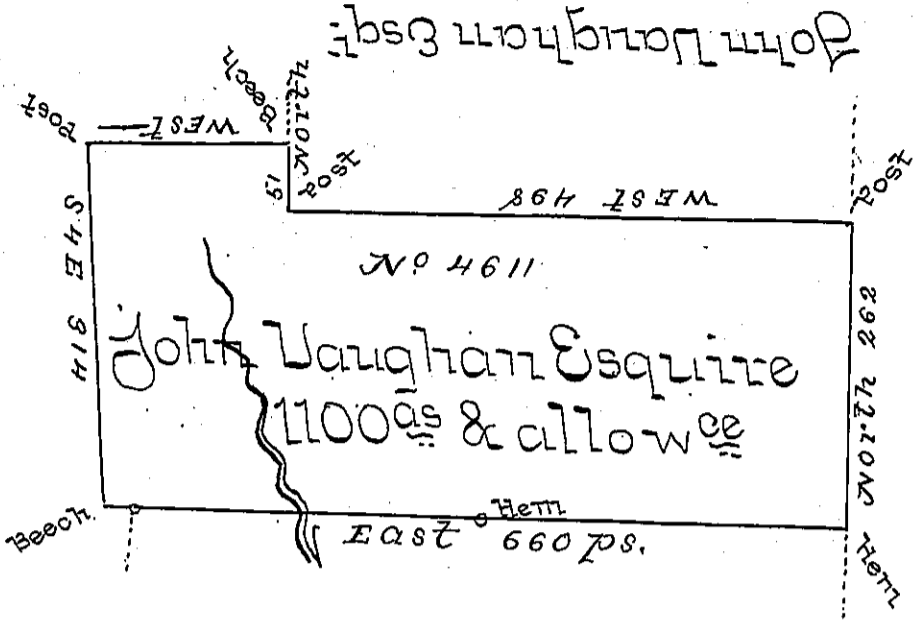 John Vaughan Esqr
Post
WEST
Beech
North
61
Post
WEST 498
Post
S 4 E 314
No 4611
John Vaughan Esquire
1100as & allowce
North 262
Beech
East 660 ps.
Hem
Hem